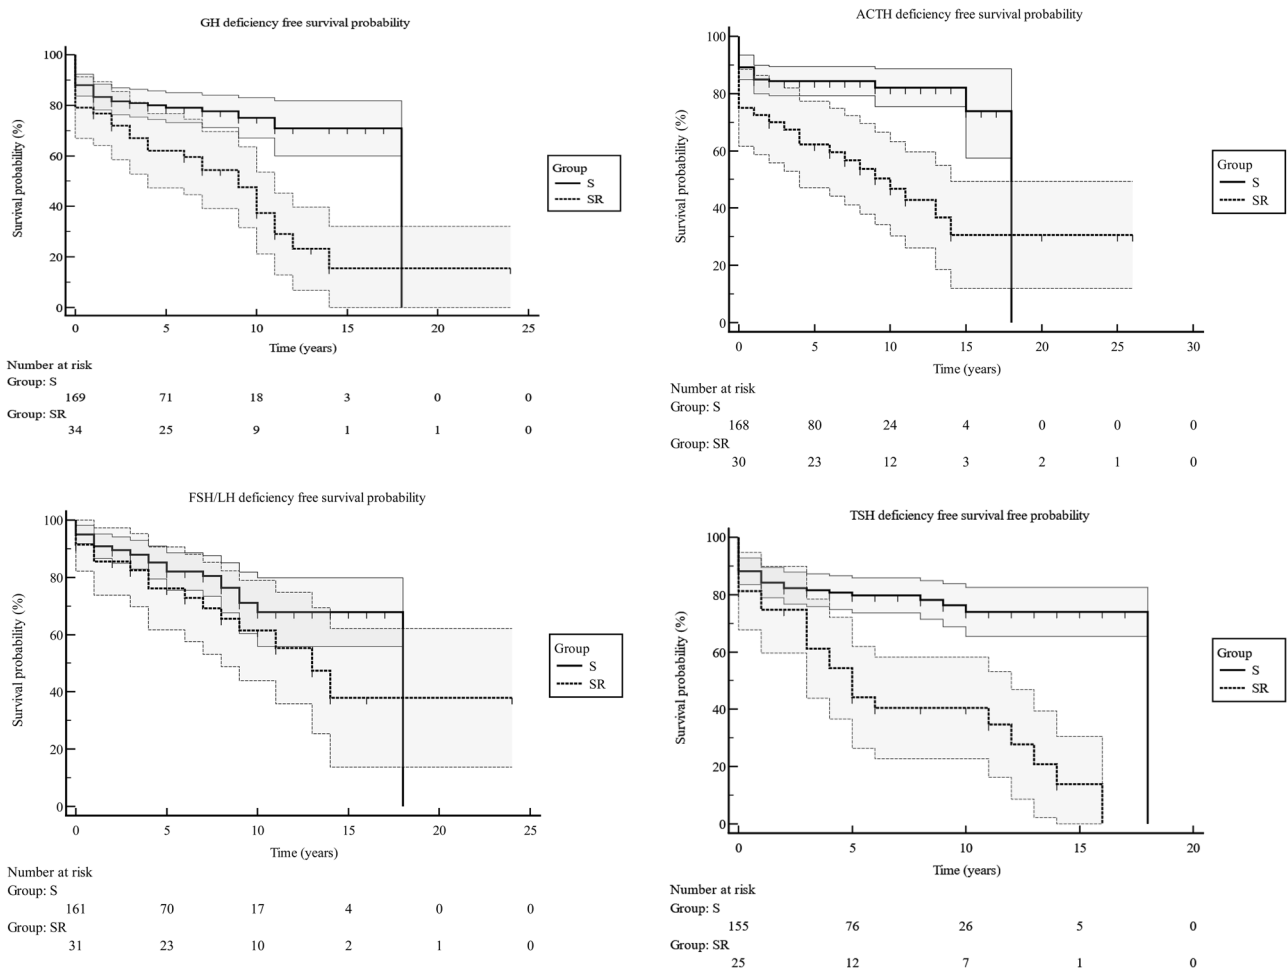 GH deficiency free survival probability
Survival probability (%)
100
80
60
40
20
0
0 5 10 15 20 25
Time (years)
Group
S
SR
Number at risk
Group: S
169 71 18 3 0 0
Group: SR
34 25 9 1 1 0
ACTH deficiency free survival probability
Survival probability (%)
100
80
60
40
20
0
0 5 10 15 20 25 30
Time (years)
Group
S
SR
Number at risk
Group: S
168 80 24 4 0 0 0
Group: SR
30 23 12 3 2 1 0
FSH/LH deficiency free survival probability
Survival probability (%)
100
80
60
40
20
0
0 5 10 15 20 25
Time (years)
Group
S
SR
Number at risk
Group: S
161 70 17 4 0 0
Group: SR
31 23 10 2 1 0
TSH deficiency free survival free probability
Survival probability (%)
100
80
60
40
20
0
0 5 10 15 20
Time (years)
Group
S
SR
Number at risk
Group: S
155 76 26 5 0
Group: SR
25 12 7 1 0